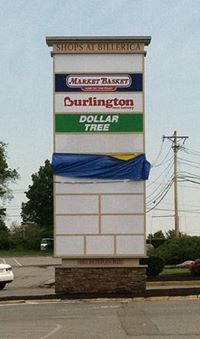 SHOPS AT BILLERICA
MARKET BASKET
Burlington
DOLLAR
TREE